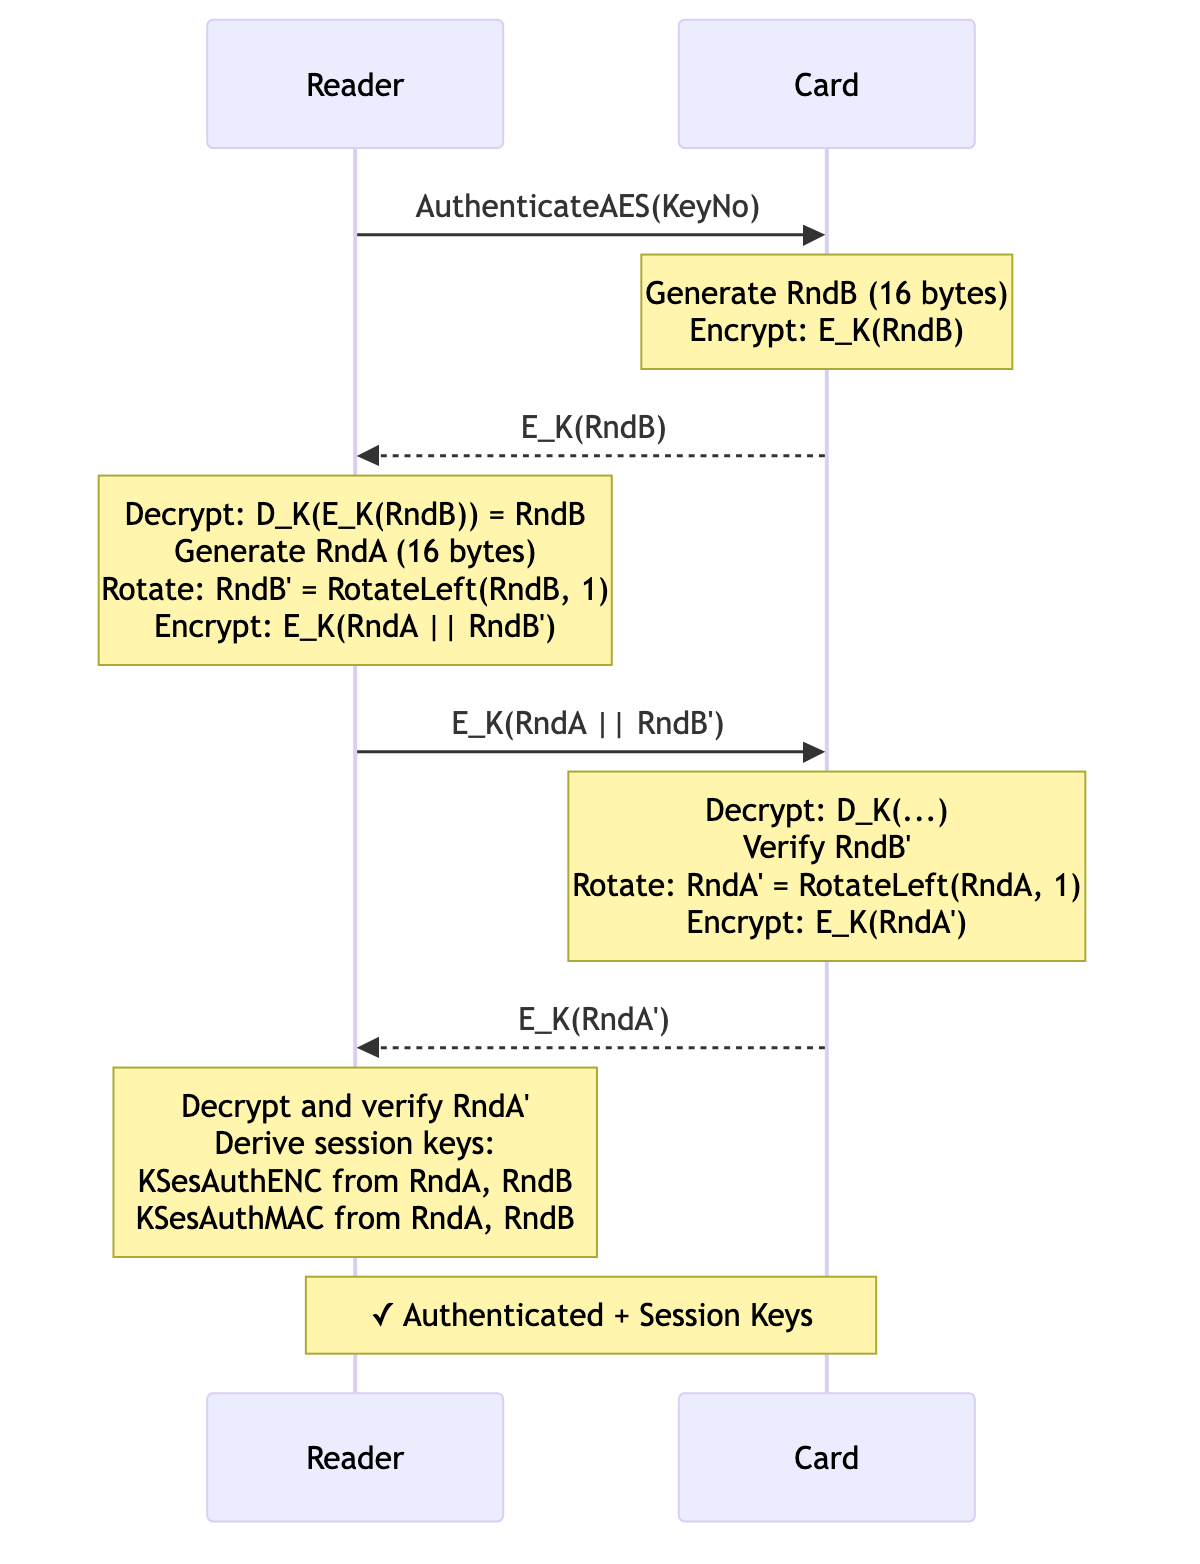 Reader
Card
AuthenticateAES(KeyNo)
Generate RndB (16 bytes)
Encrypt: E_K(RndB)
E_K(RndB)
Decrypt: D_K(E_K(RndB)) = RndB
Generate RndA (16 bytes)
Rotate: RndB' = RotateLeft(RndB, 1)
Encrypt: E_K(RndA || RndB')
E_K(RndA || RndB')
Decrypt: D_K(...)
Verify RndB'
Rotate: RndA' = RotateLeft(RndA, 1)
Encrypt: E_K(RndA')
E_K(RndA')
Decrypt and verify RndA'
Derive session keys:
KSesAuthENC from RndA, RndB
KSesAuthMAC from RndA, RndB
✓ Authenticated + Session Keys
Reader
Card